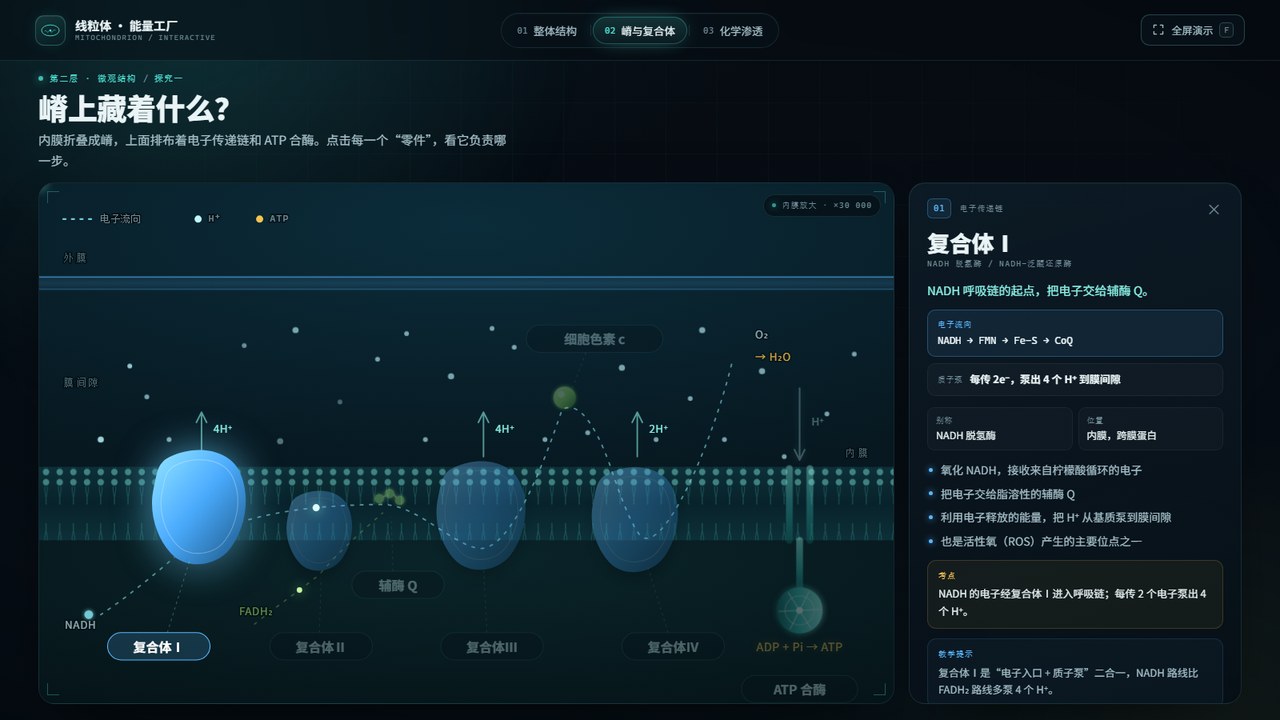 线粒体 · 能量工厂
MITOCHONDRION / INTERACTIVE
01 整体结构
02 嵴与复合体
03 化学渗透
全屏演示 F
第二层 · 微观结构 / 探究一
嵴上藏着什么?
内膜折叠成嵴，上面排布着电子传递链和 ATP 合酶。点击每一个“零件”，看它负责哪
一步。
电子流向
H⁺
ATP
内膜放大 · ×30 000
外膜
细胞色素 c
O₂
→ H₂O
膜间隙
4H⁺
4H⁺
2H⁺
H⁺
内膜
辅酶 Q
FADH₂
NADH
复合体 I
复合体 II
复合体III
复合体IV
ADP + Pi → ATP
ATP 合酶
01 电子传递链
复合体 I
NADH 脱氢酶 / NADH-泛醌还原酶
NADH 呼吸链的起点，把电子交给辅酶 Q。
电子流向
NADH → FMN → Fe–S → CoQ
质子泵 每传 2e⁻，泵出 4 个 H⁺ 到膜间隙
别称
NADH 脱氢酶
位置
内膜，跨膜蛋白
氧化 NADH，接收来自柠檬酸循环的电子
把电子交给脂溶性的辅酶 Q
利用电子释放的能量，把 H⁺ 从基质泵到膜间隙
也是活性氧（ROS）产生的主要位点之一
考点
NADH 的电子经复合体 I 进入呼吸链；每传 2 个电子泵出 4
个 H⁺。
教学提示
复合体 I 是“电子入口 + 质子泵”二合一，NADH 路线比
FADH₂ 路线多泵 4 个 H⁺。